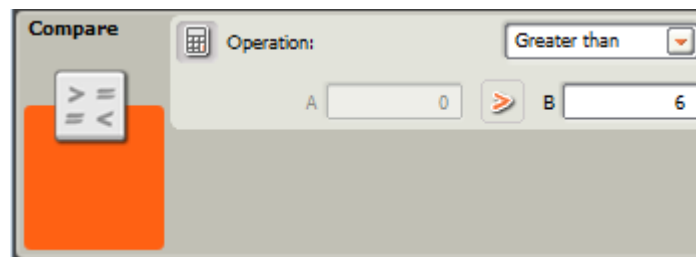 Compare
Operation: Greater than
A 0 > B 6
> =
= <